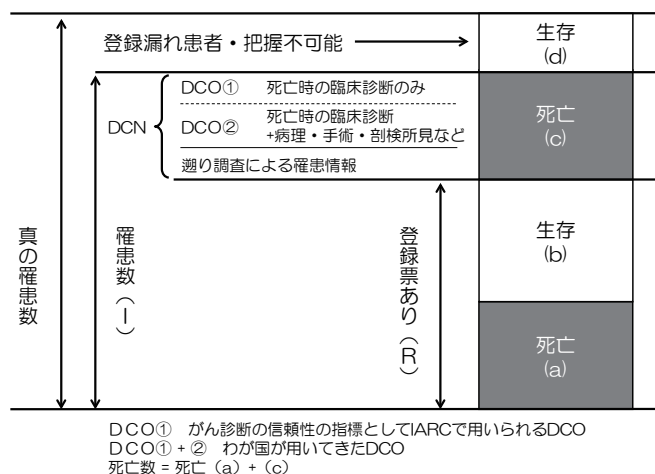 登録漏れ患者・把握不可能
生存
(d)
DCN
DCO① 死亡時の臨床診断のみ
DCO② 死亡時の臨床診断
+病理・手術・剖検所見など
遡り調査による罹患情報
死亡
(c)
真の罹患数
罹患数(I)
登録票あり(R)
生存
(b)
死亡
(a)
DCO① がん診断の信頼性の指標としてIARCで用いられるDCO
DCO①+② わが国が用いてきたDCO
死亡数 = 死亡 (a) + (c)